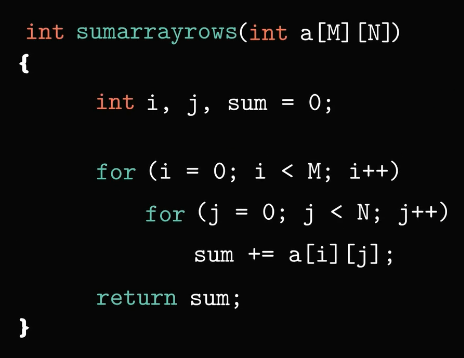 int sumarrayrows(int a[M][N])
{
int i, j, sum = 0;
for (i = 0; i < M; i++)
for (j = 0; j < N; j++)
sum += a[i][j];
return sum;
}